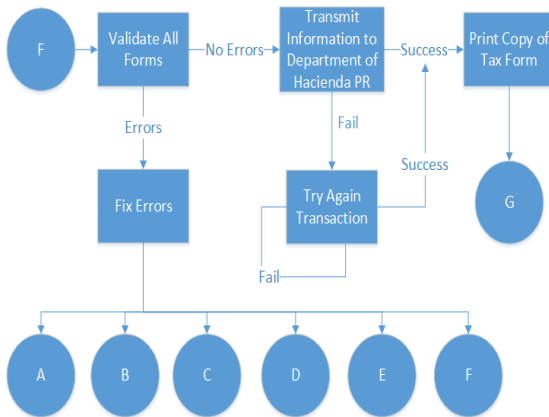 F
Validate All
Forms
No Errors
Transmit
Information to
Department of
Hacienda PR
Success
Print Copy of
Tax Form
Errors
Fail
Success
Fix Errors
Try Again
Transaction
G
Fail
A
B
C
D
E
F